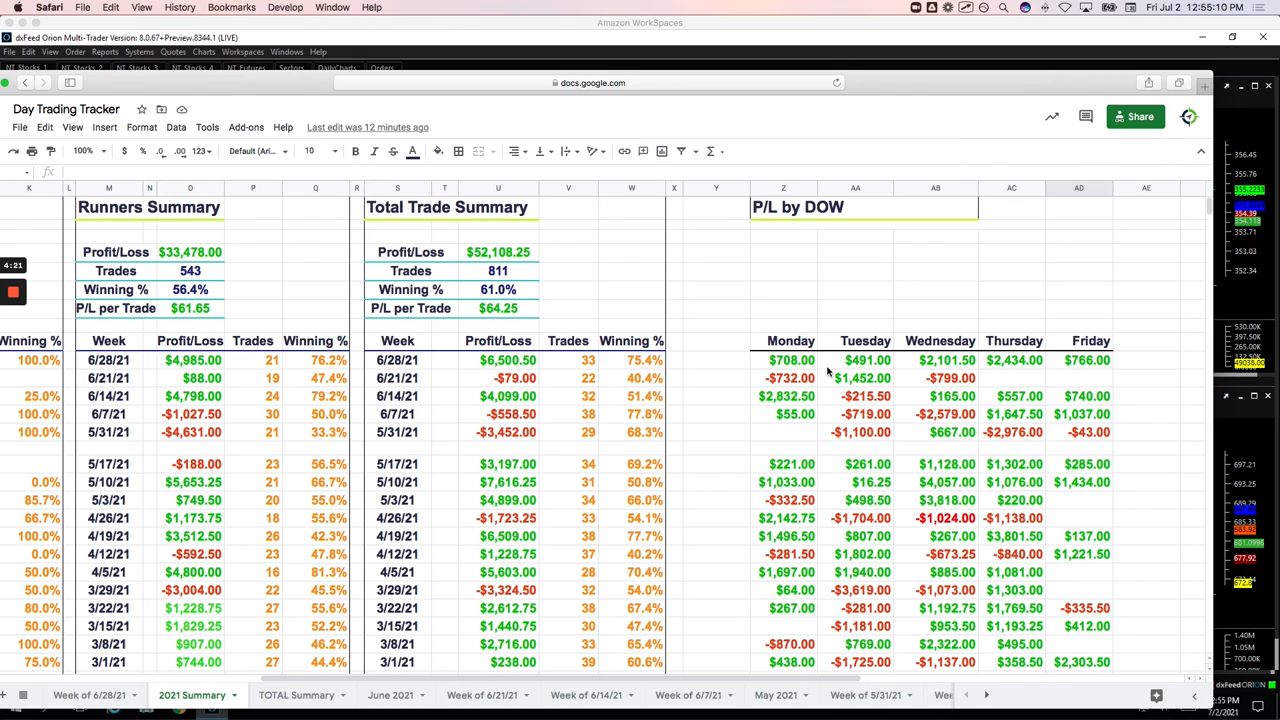 Safari File Edit View History Bookmarks Develop Window Help Fri Jul 2 12:55:10 PM
Amazon WorkSpaces
dxFeed Orion Multi-Trader Version: 8.0.67+Preview.8344.1 (LIVE)
File Edit View Order Reports Systems Quotes Charts Workspaces Windows Help
NT Stocks 1 NT Stocks 2 NT Stocks 3 NT Stocks 4 NT Futures Sectors DailyCharts Orders
docs.google.com
Day Trading Tracker
Share
File Edit View Insert Format Data Tools Add-ons Help Last edit was 12 minutes ago
100% $ % .0 .00 123 Default (Ari... 10 B I S A
fx
K L M N O P Q R S T U V W X Y Z AA AB AC AD AE
Runners Summary Total Trade Summary P/L by DOW
Profit/Loss $33,478.00 Profit/Loss $52,108.25
4:21
Trades 543 Trades 811
Winning % 56.4% Winning % 61.0%
P/L per Trade $61.65 P/L per Trade $64.25
Winning % Week Profit/Loss Trades Winning % Week Profit/Loss Trades Winning % Monday Tuesday Wednesday Thursday Friday
100.0% 6/28/21 $4,985.00 21 76.2% 6/28/21 $6,500.50 33 75.4% $708.00 $491.00 $2,101.50 $2,434.00 $766.00
6/21/21 $88.00 19 47.4% 6/21/21 -$79.00 22 40.4% -$732.00 $1,452.00 -$799.00
25.0% 6/14/21 $4,798.00 24 79.2% 6/14/21 $4,099.00 32 51.4% $2,832.50 -$215.50 $165.00 $557.00 $740.00
100.0% 6/7/21 -$1,027.50 30 50.0% 6/7/21 -$558.50 38 77.8% $55.00 -$719.00 -$2,579.00 $1,647.50 $1,037.00
100.0% 5/31/21 -$4,631.00 21 33.3% 5/31/21 -$3,452.00 29 68.3% -$1,100.00 $667.00 -$2,976.00 -$43.00
5/17/21 -$188.00 23 56.5% 5/17/21 $3,197.00 34 69.2% $221.00 $261.00 $1,128.00 $1,302.00 $285.00
0.0% 5/10/21 $5,653.25 21 66.7% 5/10/21 $7,616.25 31 50.8% $1,033.00 $16.25 $4,057.00 $1,076.00 $1,434.00
85.7% 5/3/21 $749.50 20 55.0% 5/3/21 $4,899.00 34 66.0% -$332.50 $498.50 $3,818.00 $220.00
66.7% 4/26/21 $1,173.75 18 55.6% 4/26/21 -$1,723.25 33 54.1% $2,142.75 -$1,704.00 -$1,024.00 -$1,138.00
100.0% 4/19/21 $3,512.50 26 42.3% 4/19/21 $6,509.00 38 77.7% $1,496.50 $807.00 $267.00 $3,801.50 $137.00
0.0% 4/12/21 -$592.50 23 47.8% 4/12/21 $1,228.75 37 40.2% -$281.50 $1,802.00 -$673.25 -$840.00 $1,221.50
50.0% 4/5/21 $4,800.00 16 81.3% 4/5/21 $5,603.00 28 70.4% $1,697.00 $1,940.00 $885.00 $1,081.00
50.0% 3/29/21 -$3,004.00 22 45.5% 3/29/21 -$3,324.50 32 54.0% $64.00 -$3,619.00 -$1,073.00 $1,303.00
80.0% 3/22/21 $1,228.75 27 55.6% 3/22/21 $2,612.75 38 67.4% $267.00 -$281.00 $1,192.75 $1,769.50 -$335.50
50.0% 3/15/21 $1,829.25 23 52.2% 3/15/21 $1,440.75 30 47.4% -$1,181.00 $953.50 $1,193.25 $412.00
100.0% 3/8/21 $907.00 26 46.2% 3/8/21 $2,716.00 33 65.4% -$870.00 $769.00 $2,322.00 $495.00
75.0% 3/1/21 $744.00 27 44.4% 3/1/21 $238.00 39 60.6% $438.00 -$1,725.00 -$1,137.00 $358.50 $2,303.50
Week of 6/28/21 2021 Summary TOTAL Summary June 2021 Week of 6/21/21 Week of 6/14/21 Week of 6/7/21 May 2021 Week of 5/31/21 Wee
356.45
354.39
353.71
353.03
352.34
530.00K
397.50K
265.00K
49038.00
697.21
693.25
689.29
685.33
681.0996
677.92
1.40M
1.05M
700.00K
dxFeed ORION
7/2/2021